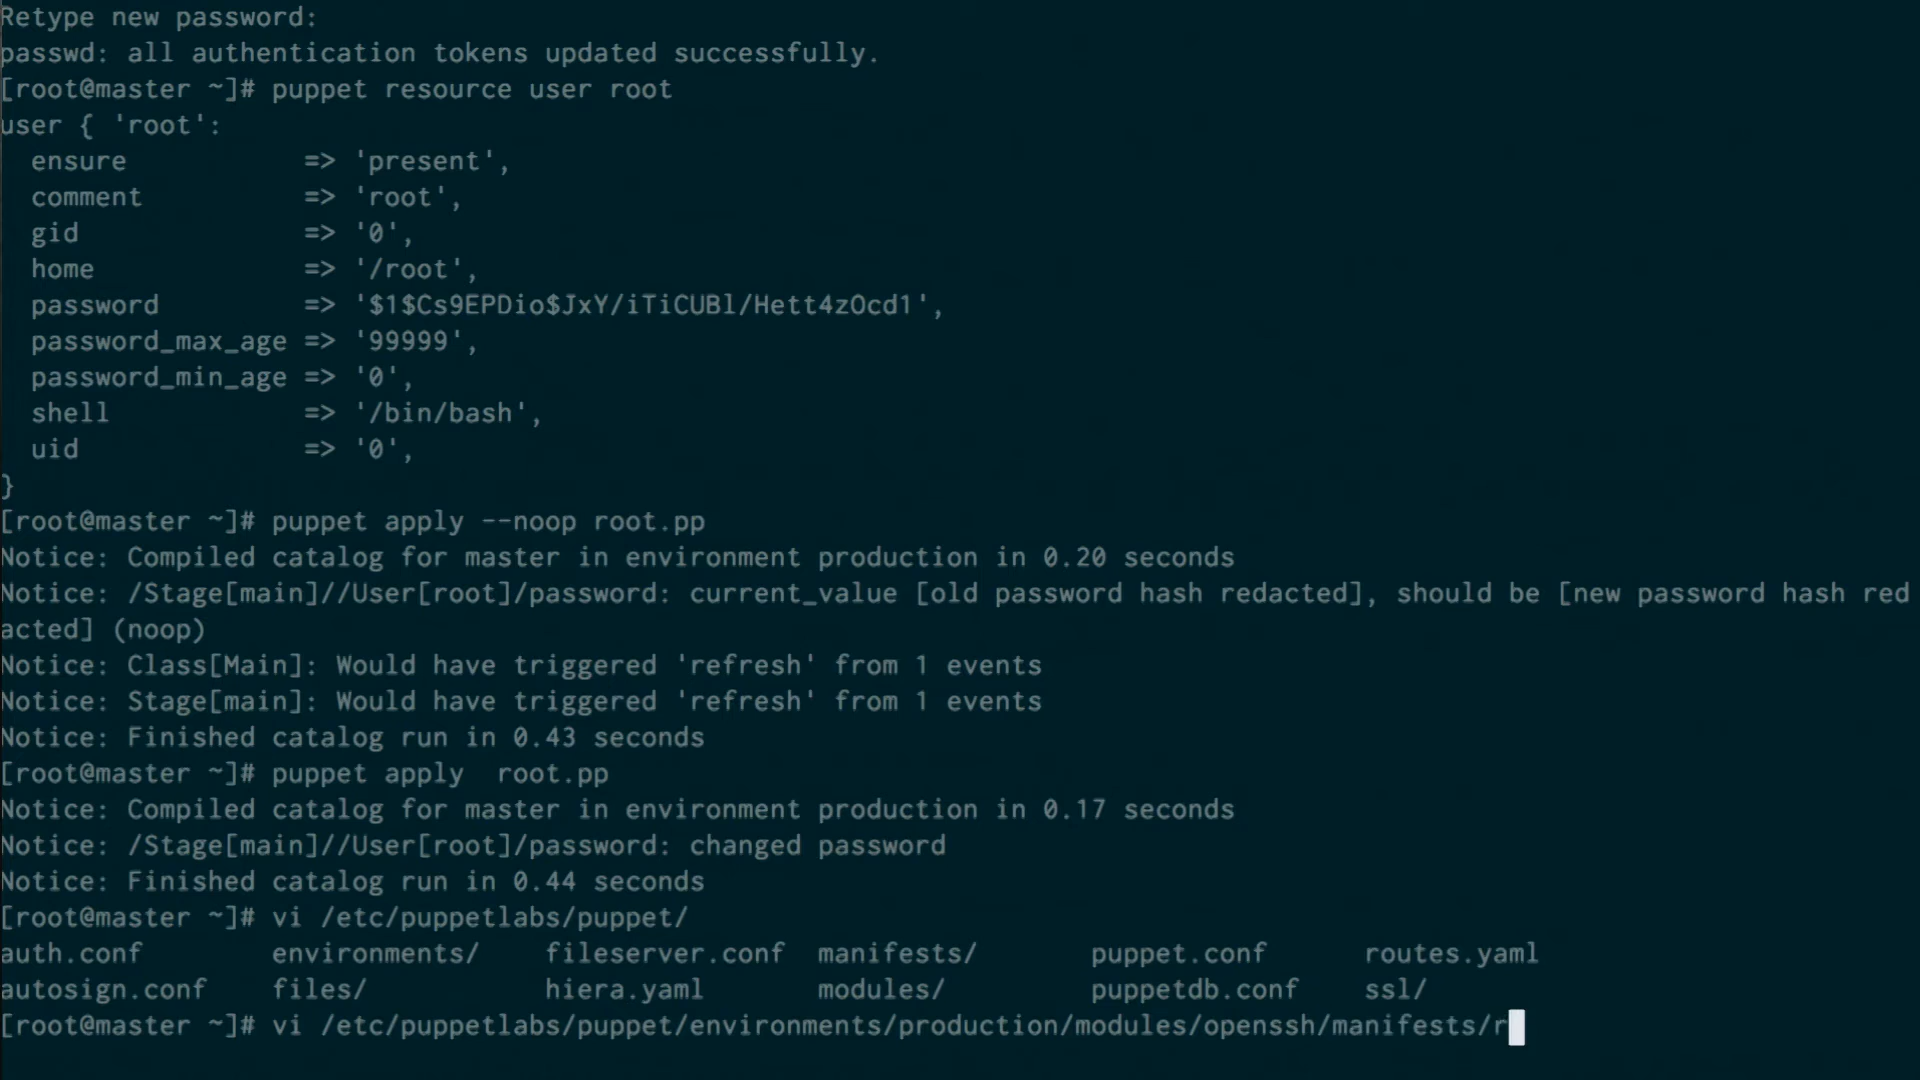 Retype new password:
passwd: all authentication tokens updated successfully.
[root@master ~]# puppet resource user root
user { 'root':
  ensure           => 'present',
  comment          => 'root',
  gid              => '0',
  home             => '/root',
  password         => '$1$Cs9EPDio$JxY/iTiCUBl/Hett4zOcd1',
  password_max_age => '99999',
  password_min_age => '0',
  shell            => '/bin/bash',
  uid              => '0',
}
[root@master ~]# puppet apply --noop root.pp
Notice: Compiled catalog for master in environment production in 0.20 seconds
Notice: /Stage[main]//User[root]/password: current_value [old password hash redacted], should be [new password hash red
acted] (noop)
Notice: Class[Main]: Would have triggered 'refresh' from 1 events
Notice: Stage[main]: Would have triggered 'refresh' from 1 events
Notice: Finished catalog run in 0.43 seconds
[root@master ~]# puppet apply  root.pp
Notice: Compiled catalog for master in environment production in 0.17 seconds
Notice: /Stage[main]//User[root]/password: changed password
Notice: Finished catalog run in 0.44 seconds
[root@master ~]# vi /etc/puppetlabs/puppet/
auth.conf        environments/    fileserver.conf  manifests/       puppet.conf      routes.yaml
autosign.conf    files/           hiera.yaml       modules/         puppetdb.conf    ssl/
[root@master ~]# vi /etc/puppetlabs/puppet/environments/production/modules/openssh/manifests/r